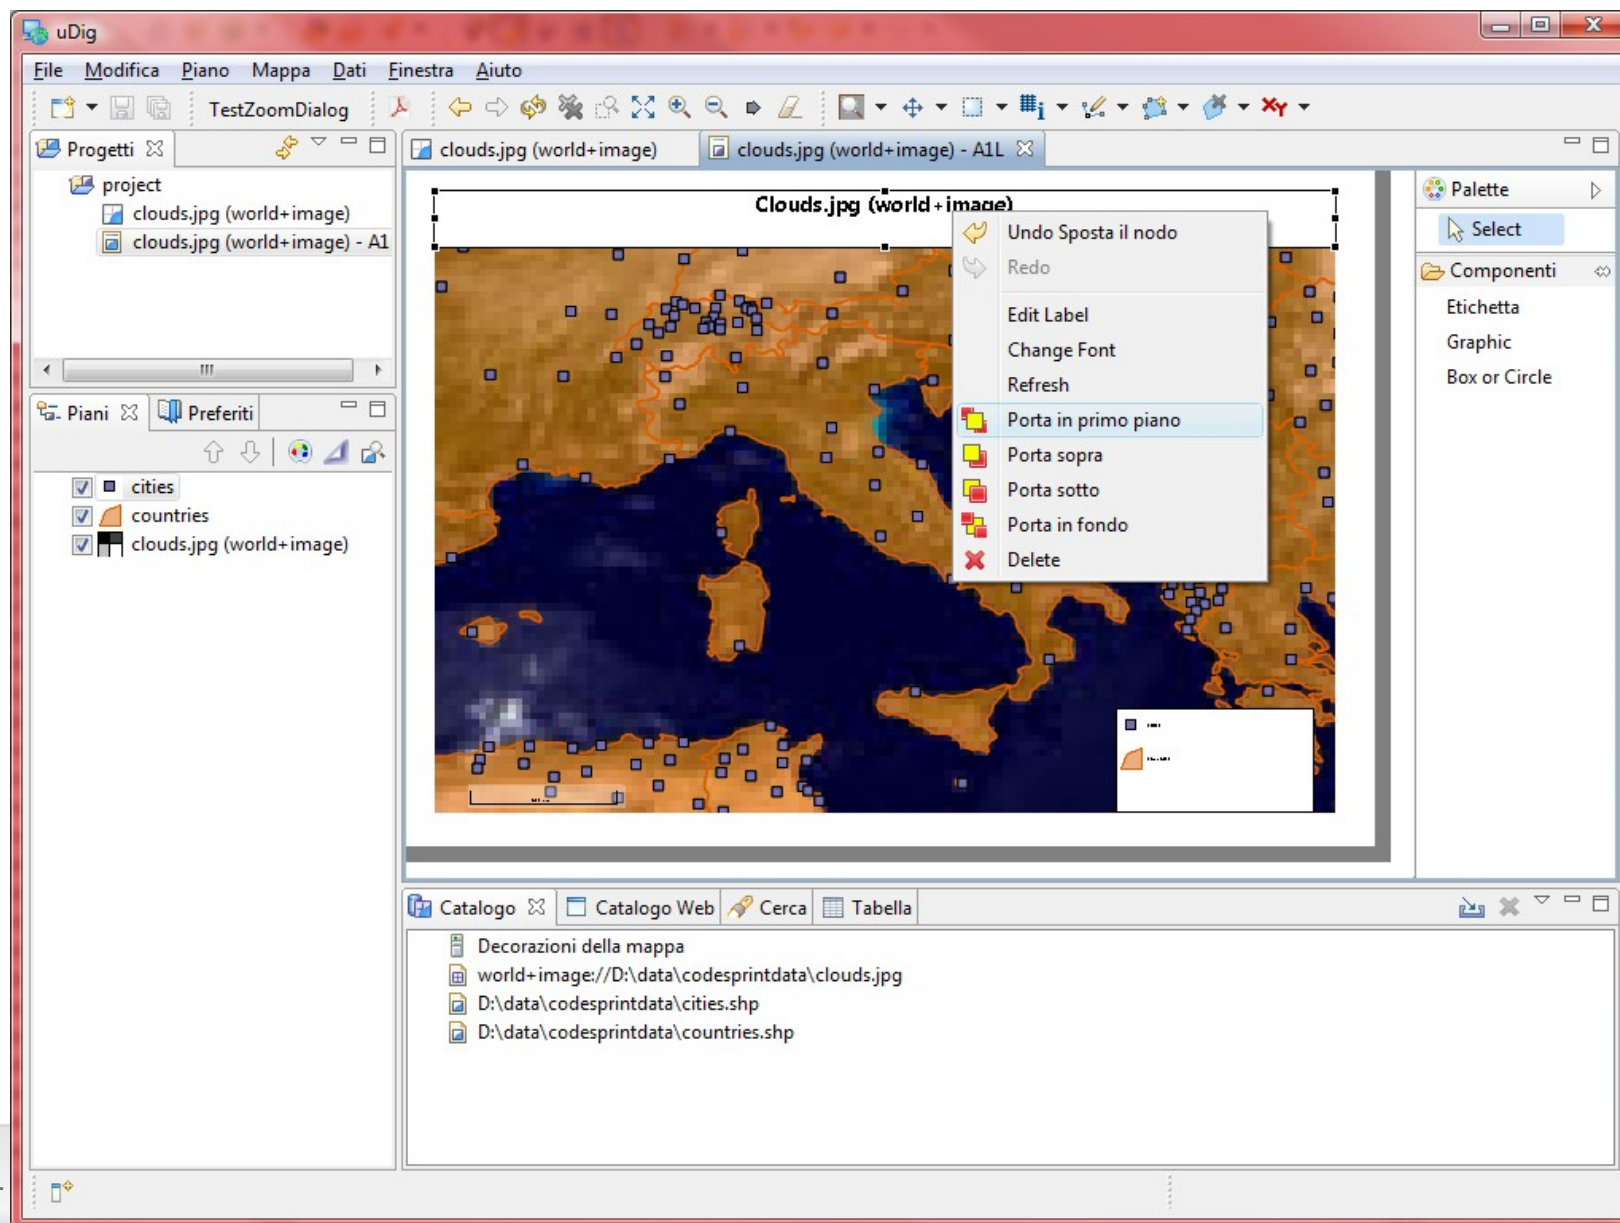 uDig
File Modifica Piano Mappa Dati Finestra Aiuto
TestZoomDialog
Progetti
project
clouds.jpg (world+image)
clouds.jpg (world+image) - A1
Piani Preferiti
cities
countries
clouds.jpg (world+image)
clouds.jpg (world+image) clouds.jpg (world+image) - A1L
Clouds.jpg (world+image)
Undo Sposta il nodo
Redo
Edit Label
Change Font
Refresh
Porta in primo piano
Porta sopra
Porta sotto
Porta in fondo
Delete
Palette
Select
Componenti
Etichetta
Graphic
Box or Circle
Catalogo Catalogo Web Cerca Tabella
Decorazioni della mappa
world+image://D:\data\codesprintdata\clouds.jpg
D:\data\codesprintdata\cities.shp
D:\data\codesprintdata\countries.shp